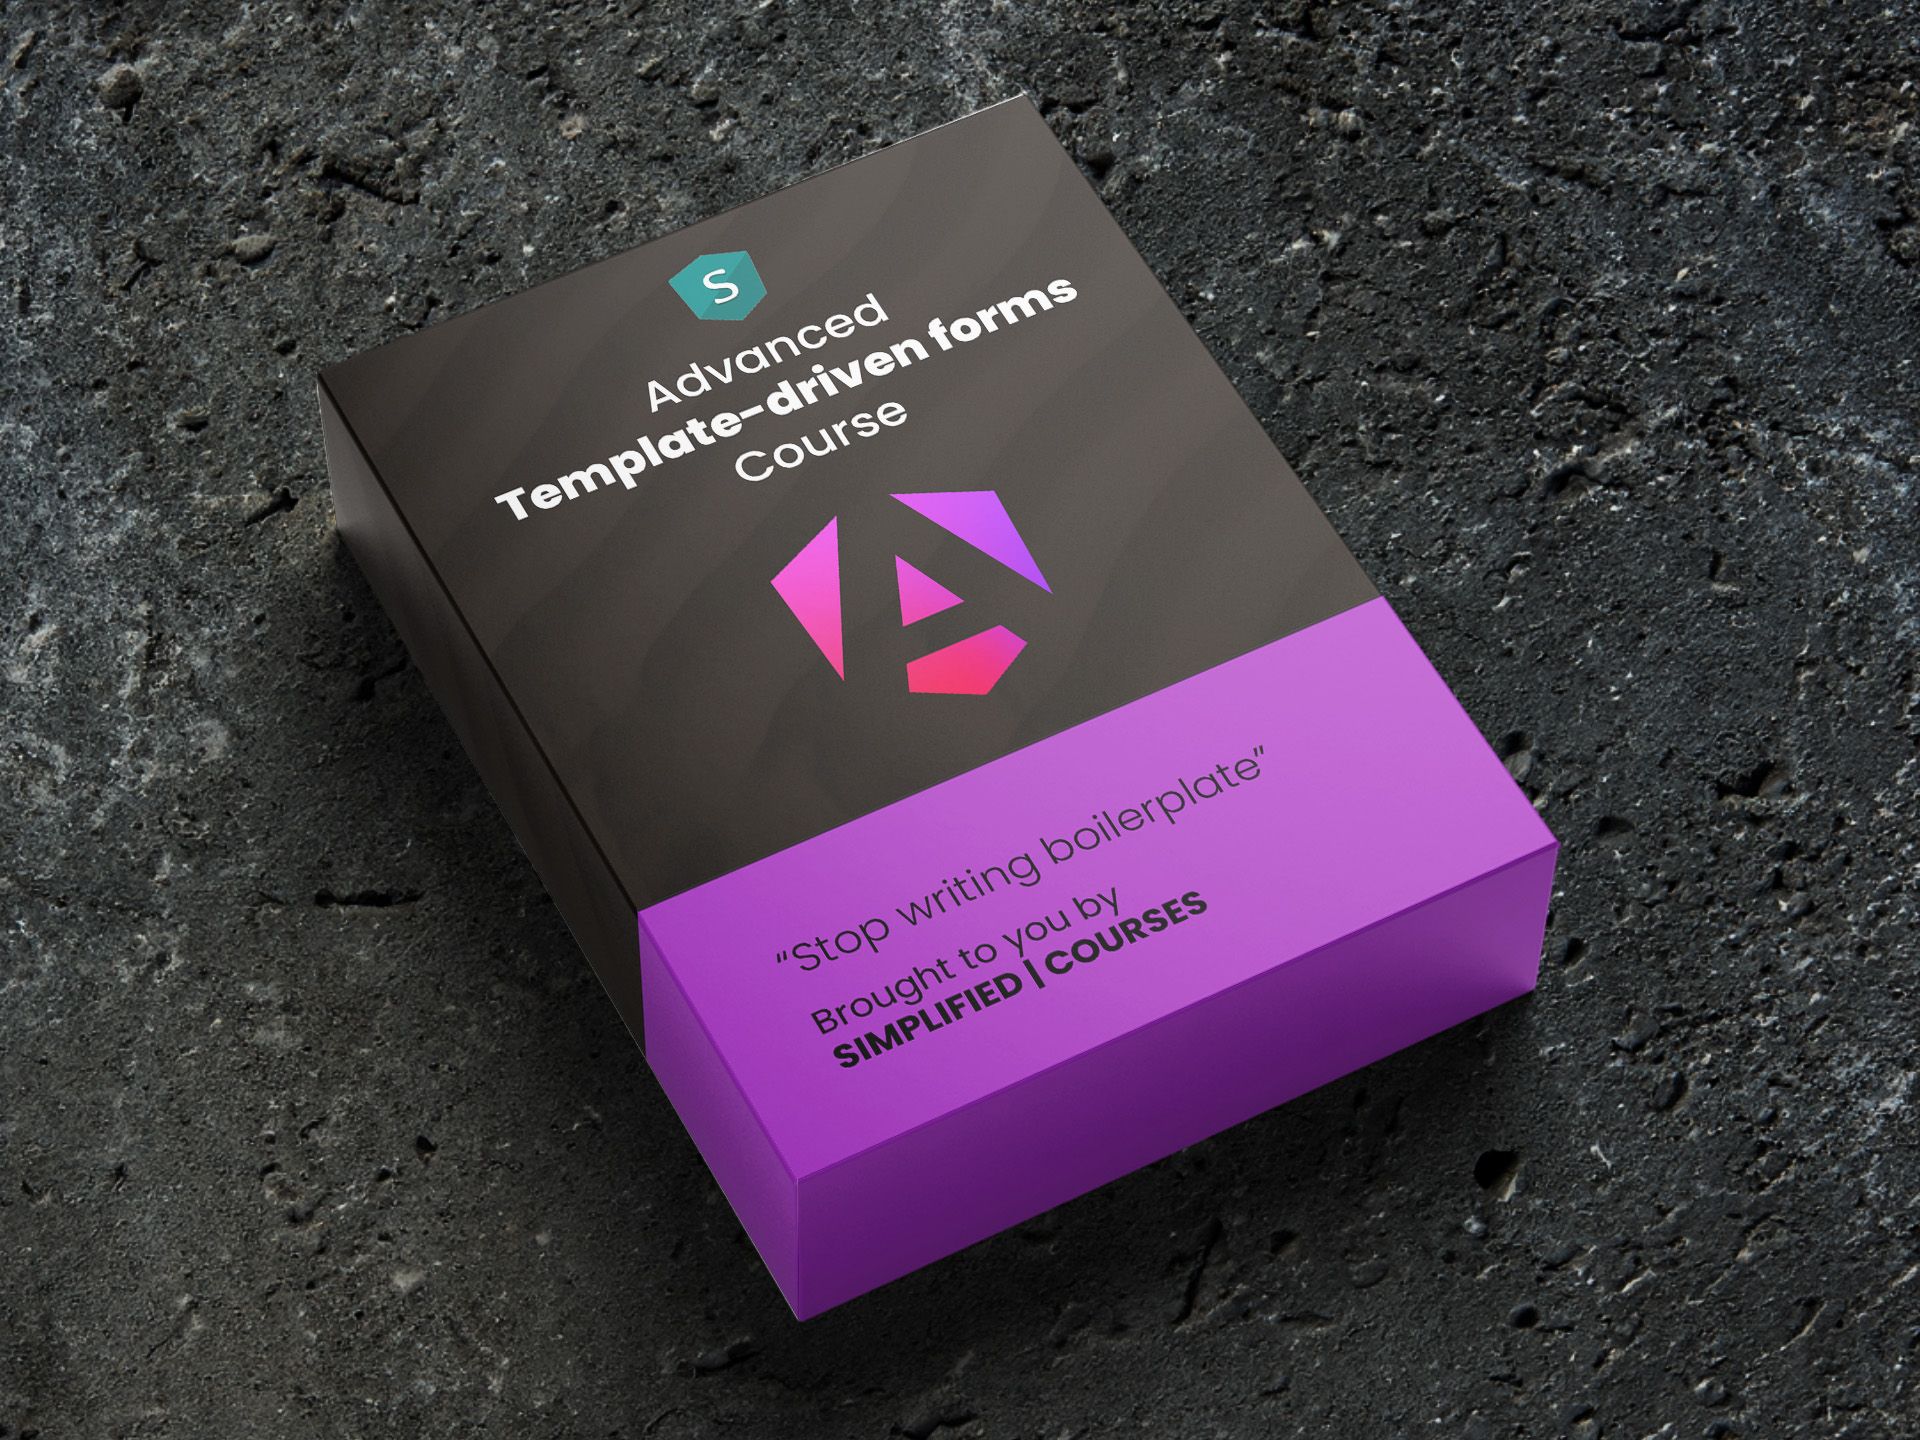 S
Advanced
Template-driven forms
Course
“Stop writing boilerplate”
Brought to you by
SIMPLIFIED | COURSES